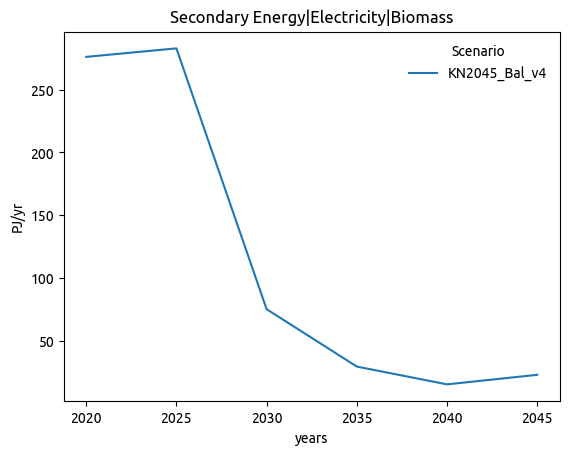 Secondary Energy|Electricity|Biomass
Scenario
KN2045_Bal_v4
PJ/yr
250
200
150
100
50
2020 2025 2030 2035 2040 2045
years